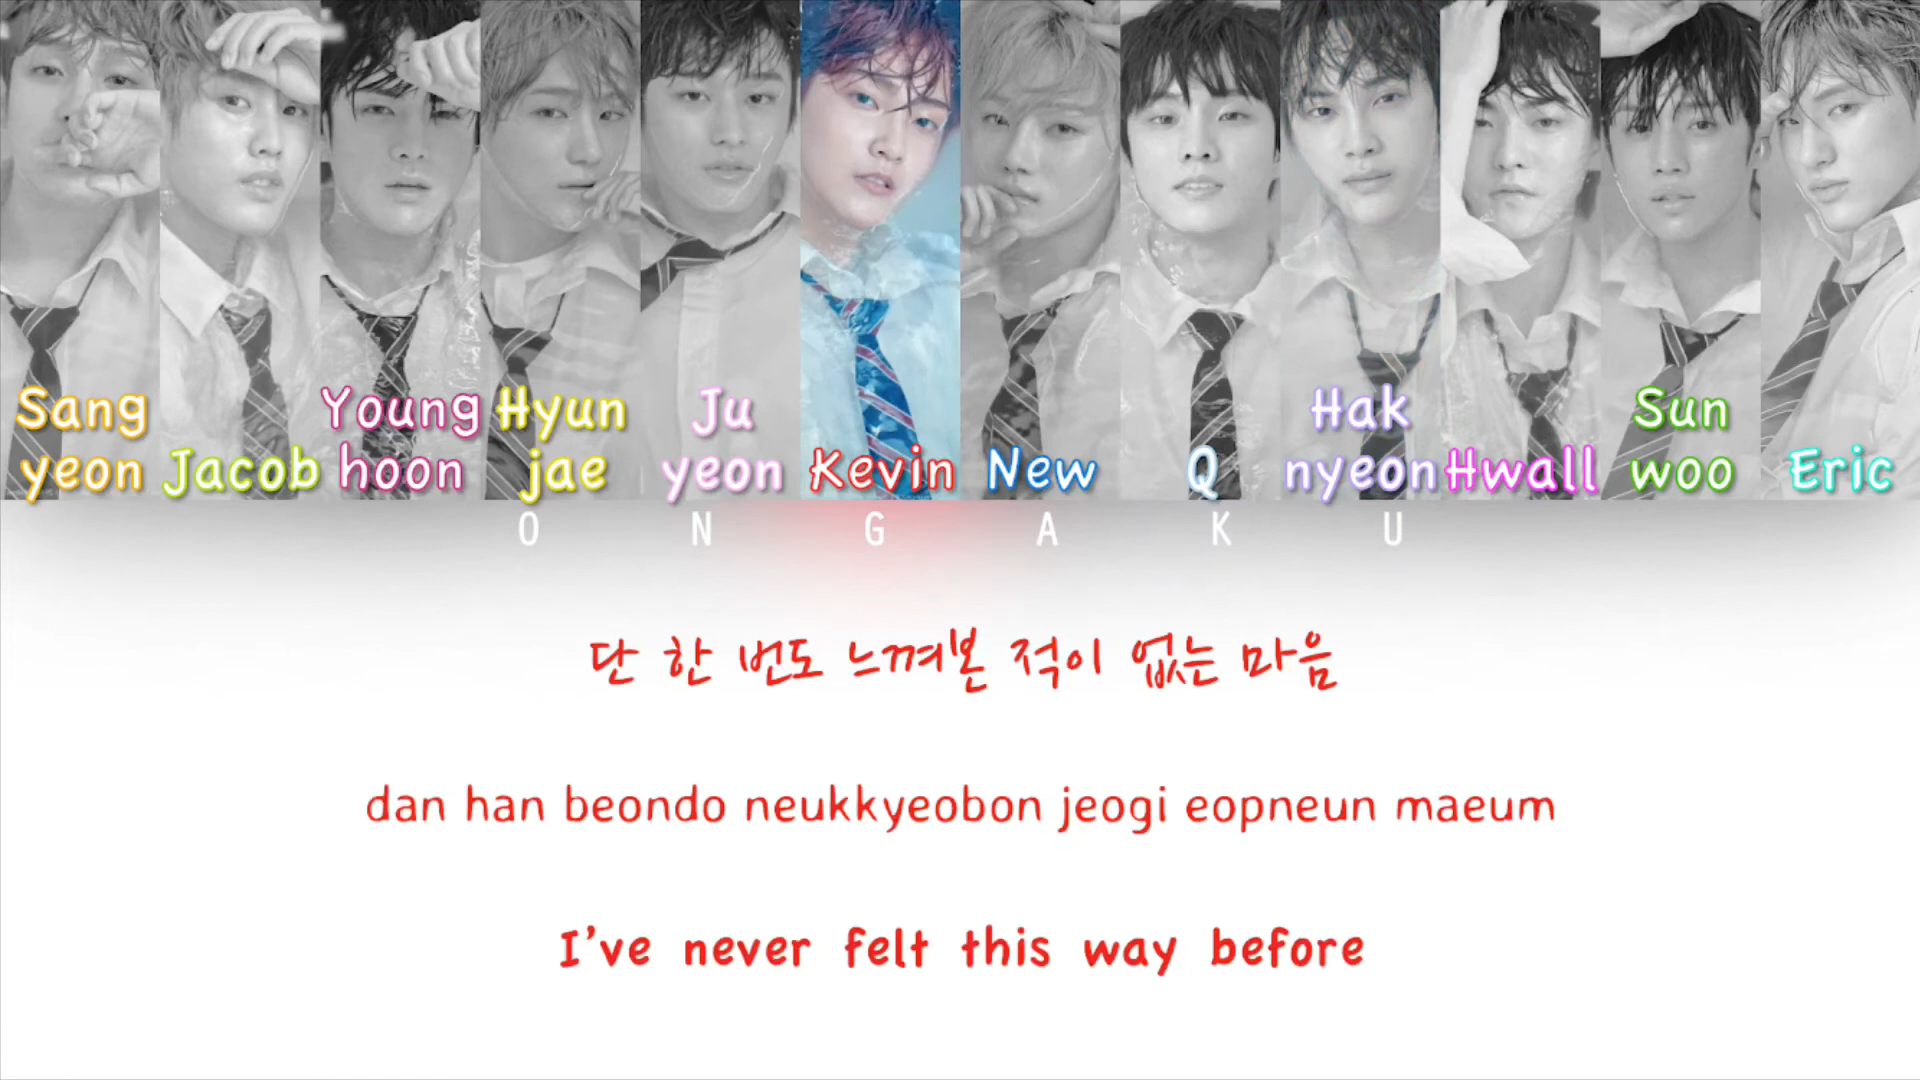 Sang
yeon
Jacob
Young
hoon
Hyun
jae
Ju
yeon
Kevin
New
Q
Hak
nyeon
Hwall
Sun
woo
Eric
O N G A K U
단 한 번도 느껴본 적이 없는 마음
dan han beondo neukkyeobon jeogi eopneun maeum
I've never felt this way before